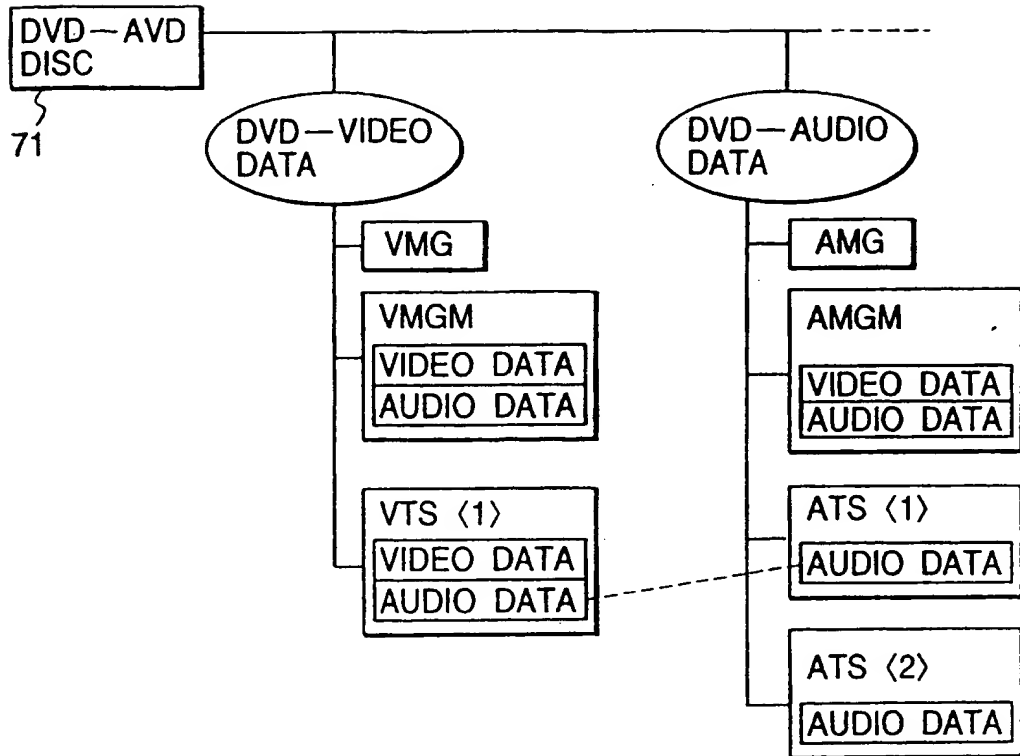 DVD—AVD
DISC
71
DVD—VIDEO
DATA
VMG
VMGM
VIDEO DATA
AUDIO DATA
VTS 〈1〉
VIDEO DATA
AUDIO DATA
DVD—AUDIO
DATA
AMG
AMGM
VIDEO DATA
AUDIO DATA
ATS 〈1〉
AUDIO DATA
ATS 〈2〉
AUDIO DATA